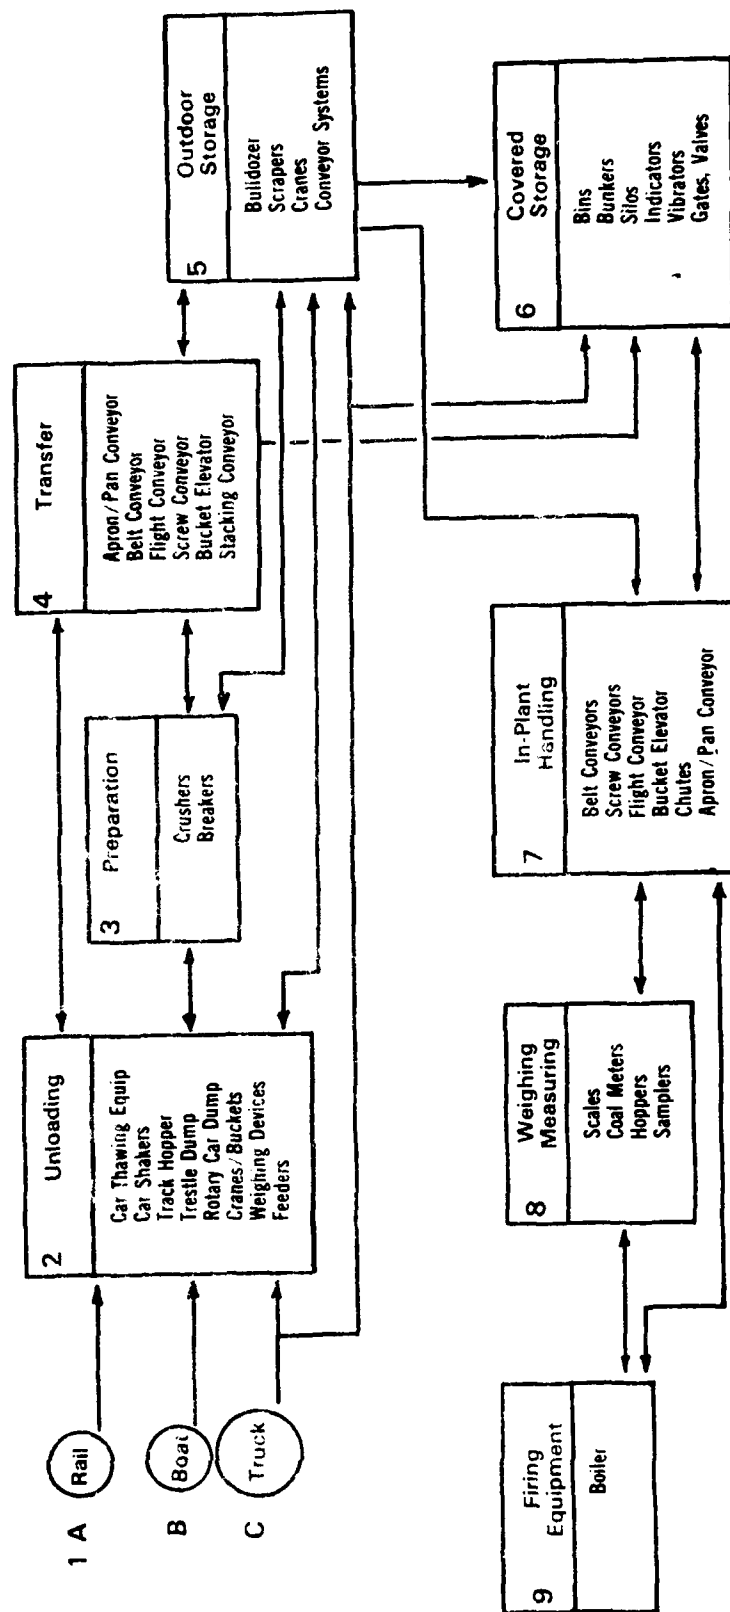 1 A
Rail
B
Boat
C
Truck
2
Unloading
Car Thawing Equip
Car Shakers
Track Hopper
Trestle Dump
Rotary Car Dump
Cranes/Buckets
Weighing Devices
Feeders
3
Preparation
Crushers
Breakers
4
Transfer
Apron/Pan Conveyor
Belt Conveyor
Flight Conveyor
Screw Conveyor
Bucket Elevator
Stacking Conveyor
5
Outdoor
Storage
Bulldozer
Scrapers
Cranes
Conveyor Systems
9
Firing
Equipment
Boiler
8
Weighing
Measuring
Scales
Coal Meters
Hoppers
Samplers
7
In-Plant
Handling
Belt Conveyors
Screw Conveyors
Flight Conveyor
Bucket Elevator
Chutes
Apron/Pan Conveyor
6
Covered
Storage
Bins
Bunkers
Silos
Indicators
Vibrators
Gates, Valves